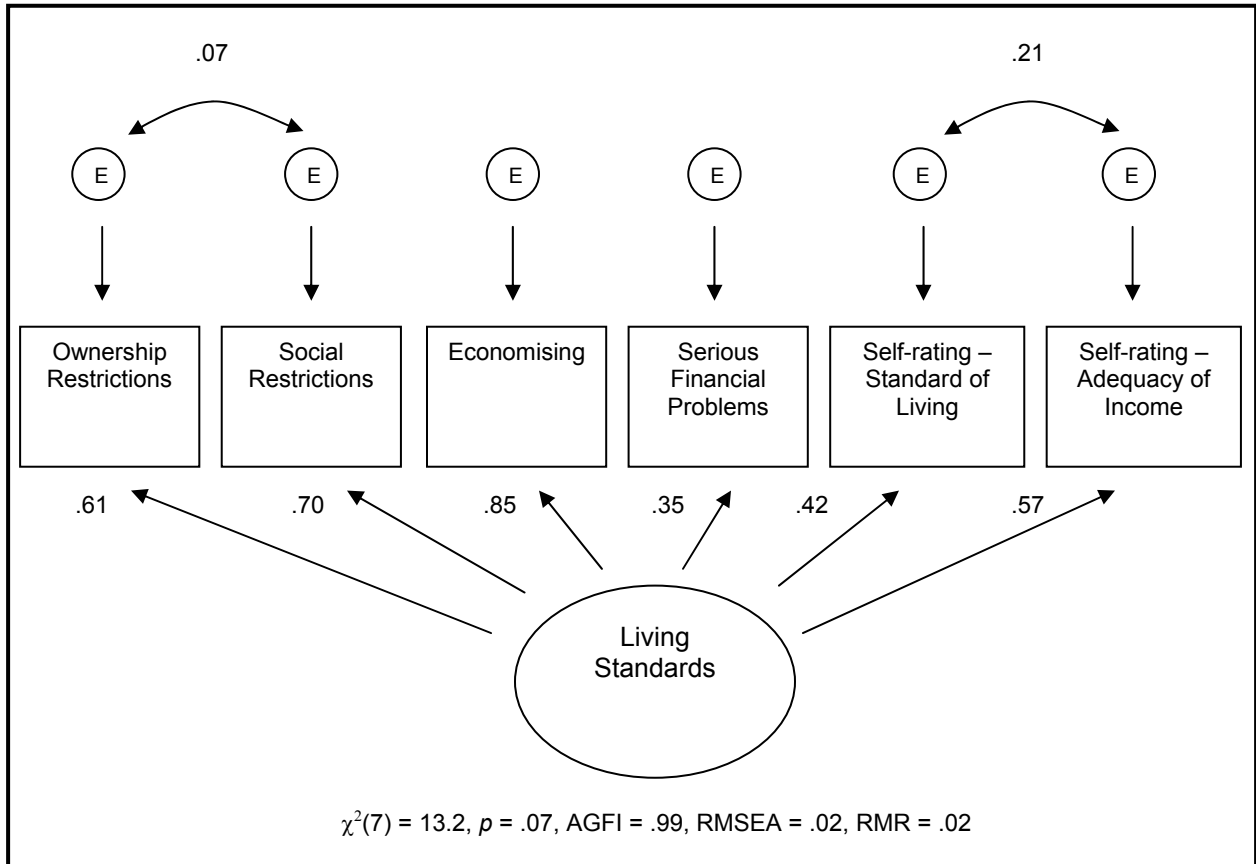 .07
.21
E
E
E
E
E
E
Ownership
Restrictions
Social
Restrictions
Economising
Serious
Financial
Problems
Self-rating –
Standard of
Living
Self-rating –
Adequacy of
Income
.61
.70
.85
.35
.42
.57
Living
Standards
χ²(7) = 13.2, p = .07, AGFI = .99, RMSEA = .02, RMR = .02